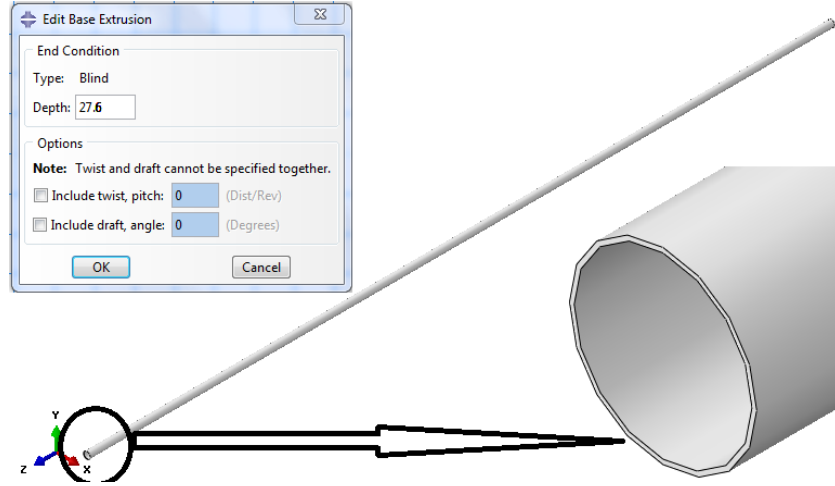 Edit Base Extrusion
End Condition
Type: Blind
Depth: 27.6
Options
Note: Twist and draft cannot be specified together.
Include twist, pitch: 0 (Dist/Rev)
Include draft, angle: 0 (Degrees)
OK Cancel
Y
Z X